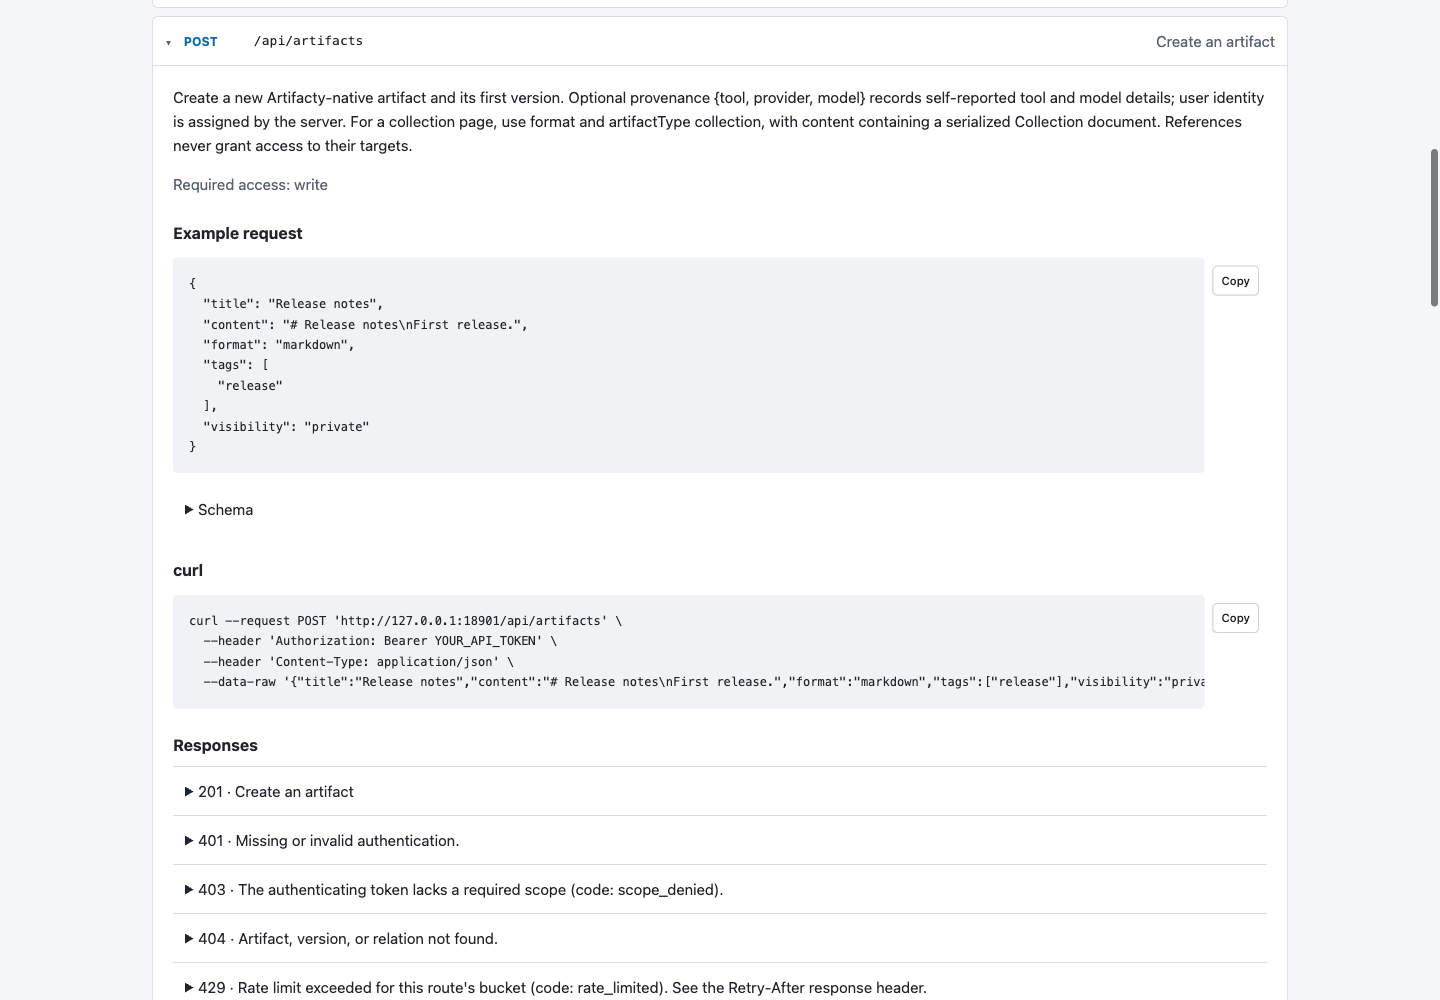 ▾ POST /api/artifacts Create an artifact
Create a new Artifacty-native artifact and its first version. Optional provenance {tool, provider, model} records self-reported tool and model details; user identity
is assigned by the server. For a collection page, use format and artifactType collection, with content containing a serialized Collection document. References
never grant access to their targets.
Required access: write
Example request
Copy
{
  "title": "Release notes",
  "content": "# Release notes\nFirst release.",
  "format": "markdown",
  "tags": [
    "release"
  ],
  "visibility": "private"
}
▶ Schema
curl
Copy
curl --request POST 'http://127.0.0.1:18901/api/artifacts' \
  --header 'Authorization: Bearer YOUR_API_TOKEN' \
  --header 'Content-Type: application/json' \
  --data-raw '{"title":"Release notes","content":"# Release notes\nFirst release.","format":"markdown","tags":["release"],"visibility":"priva
Responses
▶ 201 · Create an artifact
▶ 401 · Missing or invalid authentication.
▶ 403 · The authenticating token lacks a required scope (code: scope_denied).
▶ 404 · Artifact, version, or relation not found.
▶ 429 · Rate limit exceeded for this route's bucket (code: rate_limited). See the Retry-After response header.